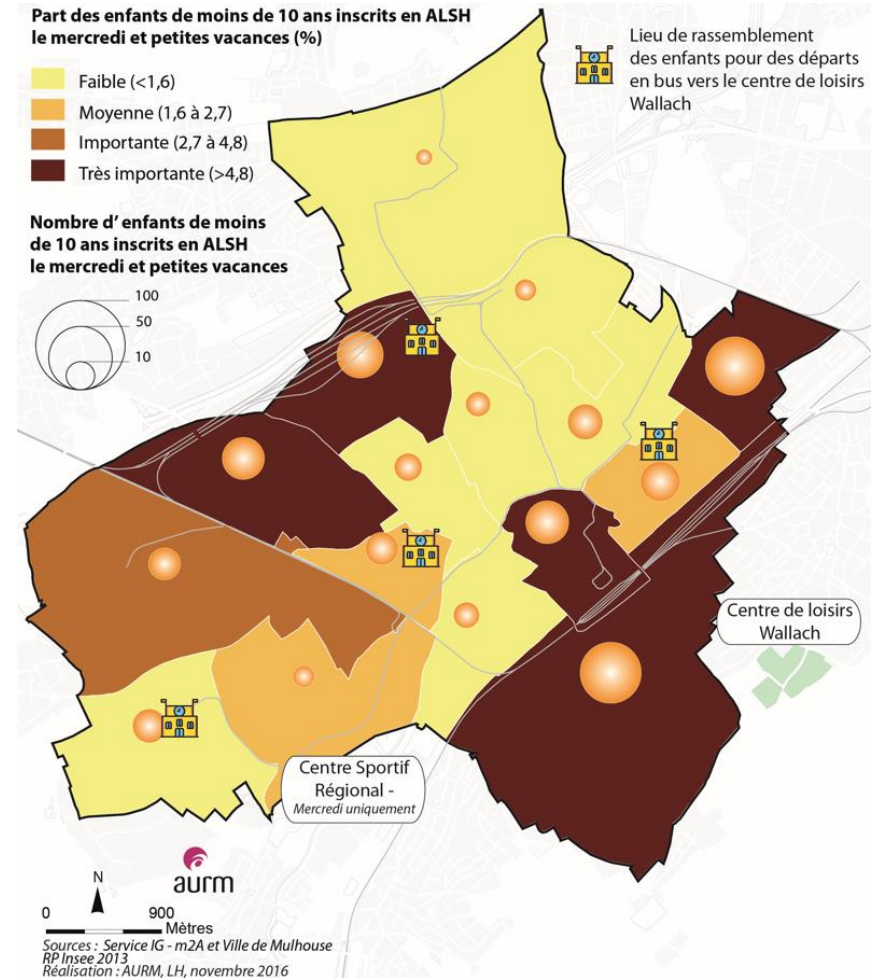 Part des enfants de moins de 10 ans inscrits en ALSH
le mercredi et petites vacances (%)
Faible (<1,6)
Moyenne (1,6 à 2,7)
Importante (2,7 à 4,8)
Très importante (>4,8)
Nombre d' enfants de moins
de 10 ans inscrits en ALSH
le mercredi et petites vacances
100
50
10
Lieu de rassemblement
des enfants pour des départs
en bus vers le centre de loisirs
Wallach
Centre de loisirs
Wallach
Centre Sportif
Régional -
Mercredi uniquement
aurm
N
0 900
Mètres
Sources : Service IG - m2A et Ville de Mulhouse
RP Insee 2013
Réalisation : AURM, LH, novembre 2016